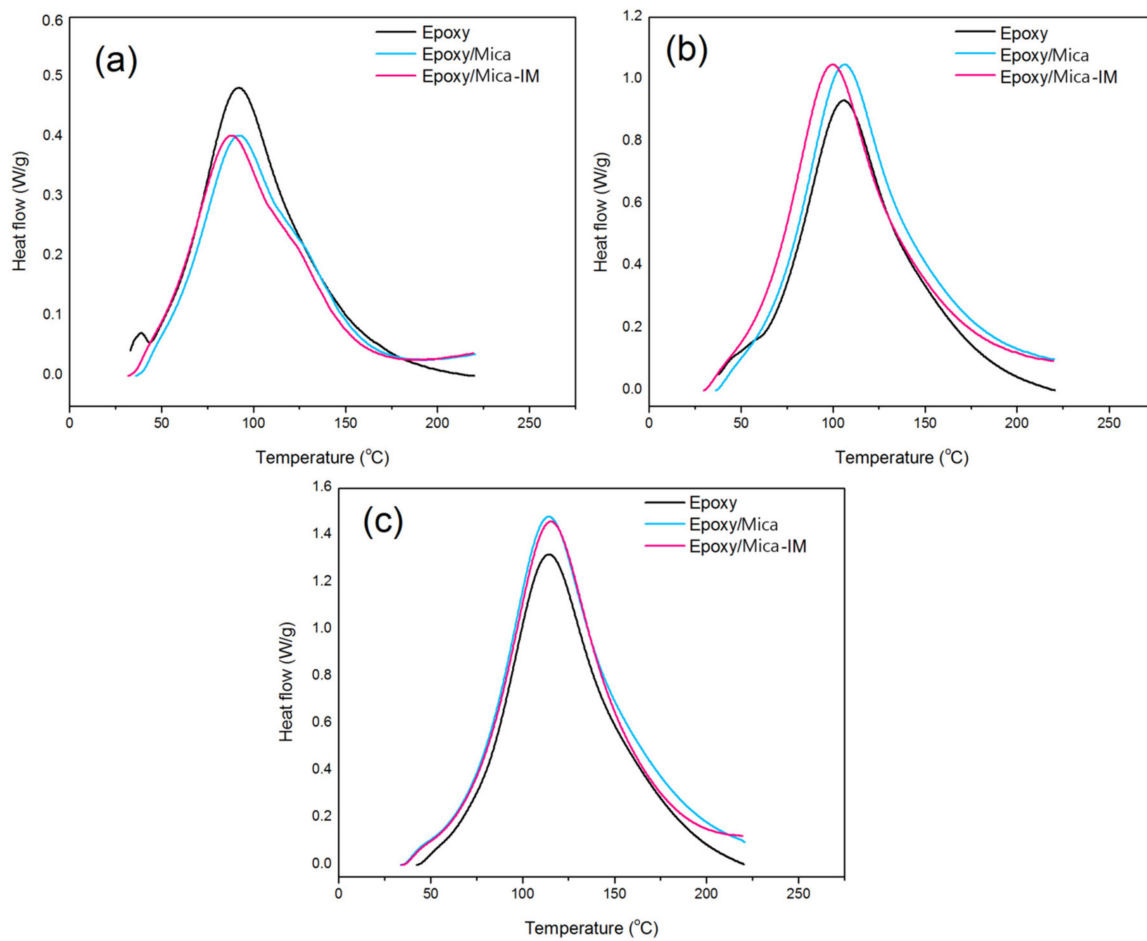 (a)
Epoxy
Epoxy/Mica
Epoxy/Mica-IM
0.6
0.5
0.4
0.3
0.2
0.1
0.0
Heat flow (W/g)
0 50 100 150 200 250
Temperature (°C)
(b)
Epoxy
Epoxy/Mica
Epoxy/Mica-IM
1.2
1.0
0.8
0.6
0.4
0.2
0.0
Heat flow (W/g)
0 50 100 150 200 250
Temperature (°C)
(c)
Epoxy
Epoxy/Mica
Epoxy/Mica-IM
1.6
1.4
1.2
1.0
0.8
0.6
0.4
0.2
0.0
Heat flow (W/g)
0 50 100 150 200 250
Temperature (°C)